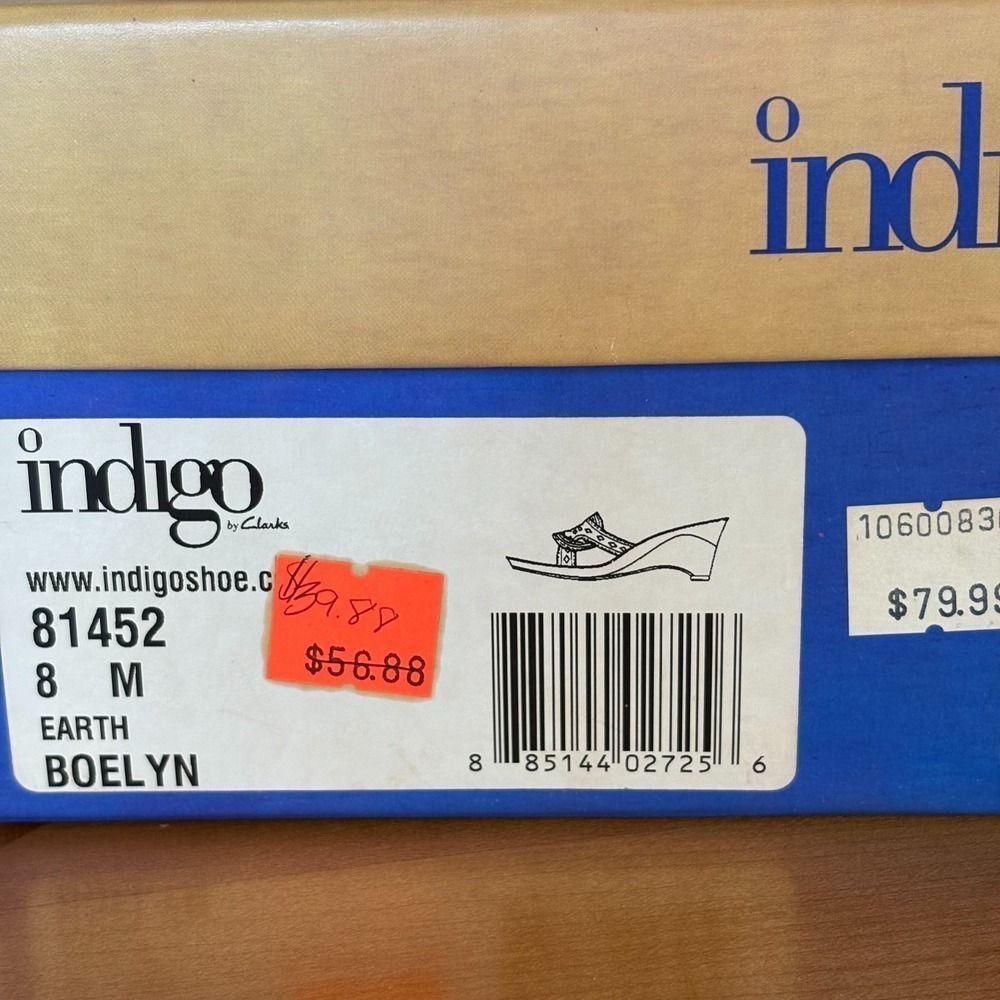 indi
indigo
by Clarks
www.indigoshoe.c
81452
8 M
EARTH
BOELYN
$39.88
$56.88
8 85144 02725 6
1060083
$79.99